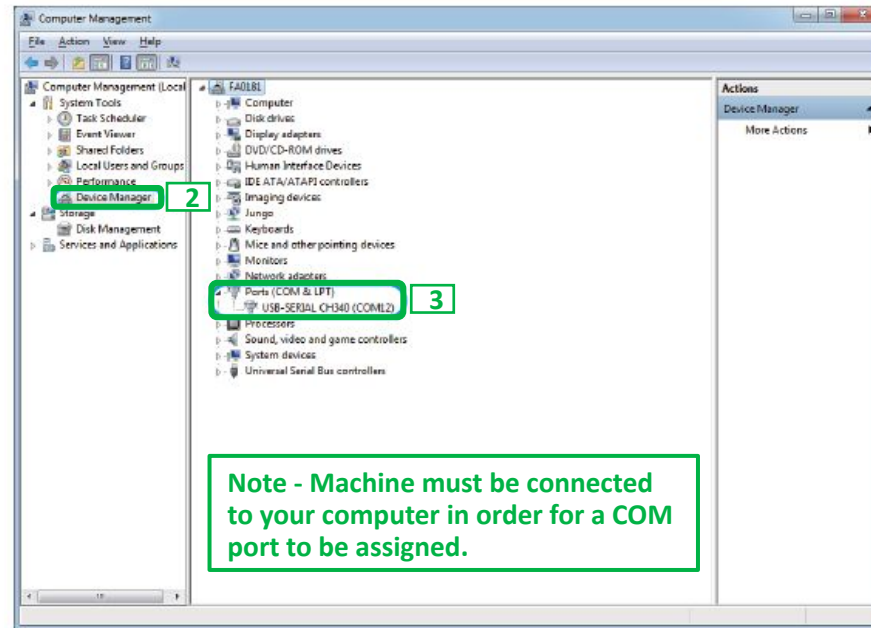 Computer Management
File Action View Help
Computer Management (Local
System Tools
Task Scheduler
Event Viewer
Shared Folders
Local Users and Groups
Performance
Device Manager
2
Storage
Disk Management
Services and Applications
FA0181
Computer
Disk drives
Display adapters
DVD/CD-ROM drives
Human Interface Devices
IDE ATA/ATAPI controllers
Imaging devices
Jungo
Keyboards
Mice and other pointing devices
Monitors
Network adapters
Ports (COM & LPT)
USB-SERIAL CH340 (COM12)
3
Processors
Sound, video and game controllers
System devices
Universal Serial Bus controllers
Actions
Device Manager
More Actions
Note - Machine must be connected
to your computer in order for a COM
port to be assigned.